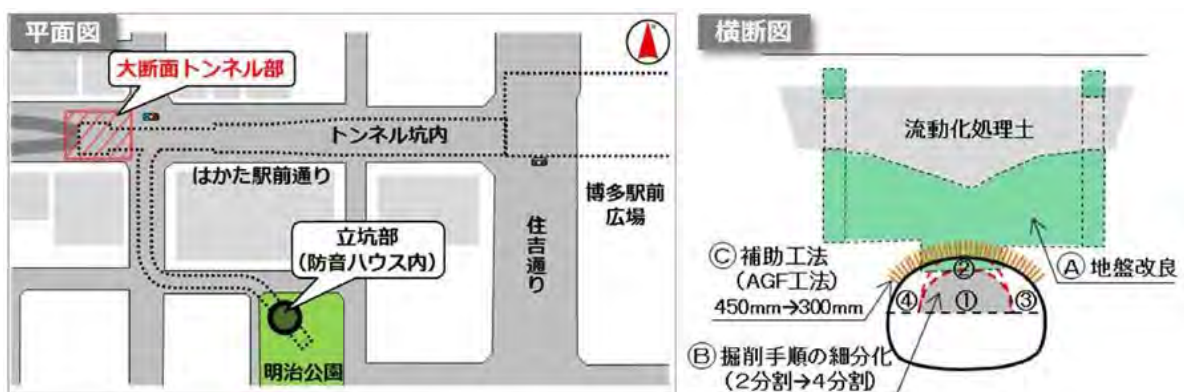 平面図
大断面トンネル部
トンネル坑内
はかた駅前通り
立坑部
(防音ハウス内)
明治公園
住吉通り
博多駅前
広場
横断図
流動化処理土
Ⓐ 地盤改良
Ⓒ 補助工法
(AGF工法)
450mm→300mm
②
④
①
③
Ⓑ 掘削手順の細分化
(2分割→4分割)